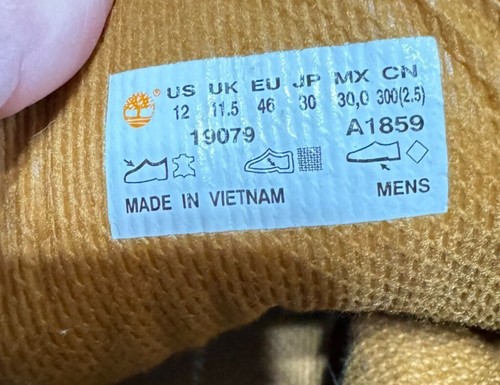 US UK EU JP MX CN
12 11.5 46 30 30,0 300(2.5)
19079 A1859
MADE IN VIETNAM MENS